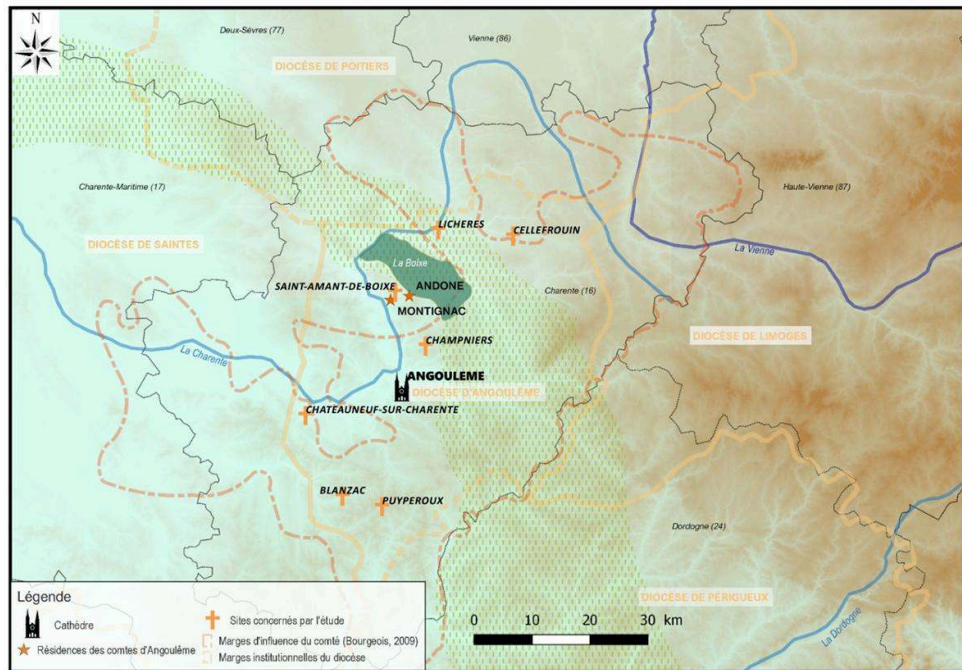 N
Deux-Sèvres (77)
Vienne (86)
DIOCÈSE DE POITIERS
Charente-Maritime (17)
Haute-Vienne (87)
LICHERES
CELLEFROUIN
DIOCÈSE DE SAINTES
La Vienne
La Boixe
SAINT-AMANT-DE-BOIXE
ANDONE
Charente (16)
MONTIGNAC
DIOCÈSE DE LIMOGES
CHAMPNIERS
La Charente
ANGOULEME
DIOCÈSE D'ANGOULÊME
CHATEAUNEUF-SUR-CHARENTE
BLANZAC
PUYPEROUX
Dordogne (24)
DIOCÈSE DE PÉRIGUEUX
La Dordogne
Légende
Cathèdre
Résidences des comtes d'Angoulême
Sites concernés par l'étude
Marges d'influence du comté (Bourgeois, 2009)
Marges institutionnelles du diocèse
0 10 20 30 km